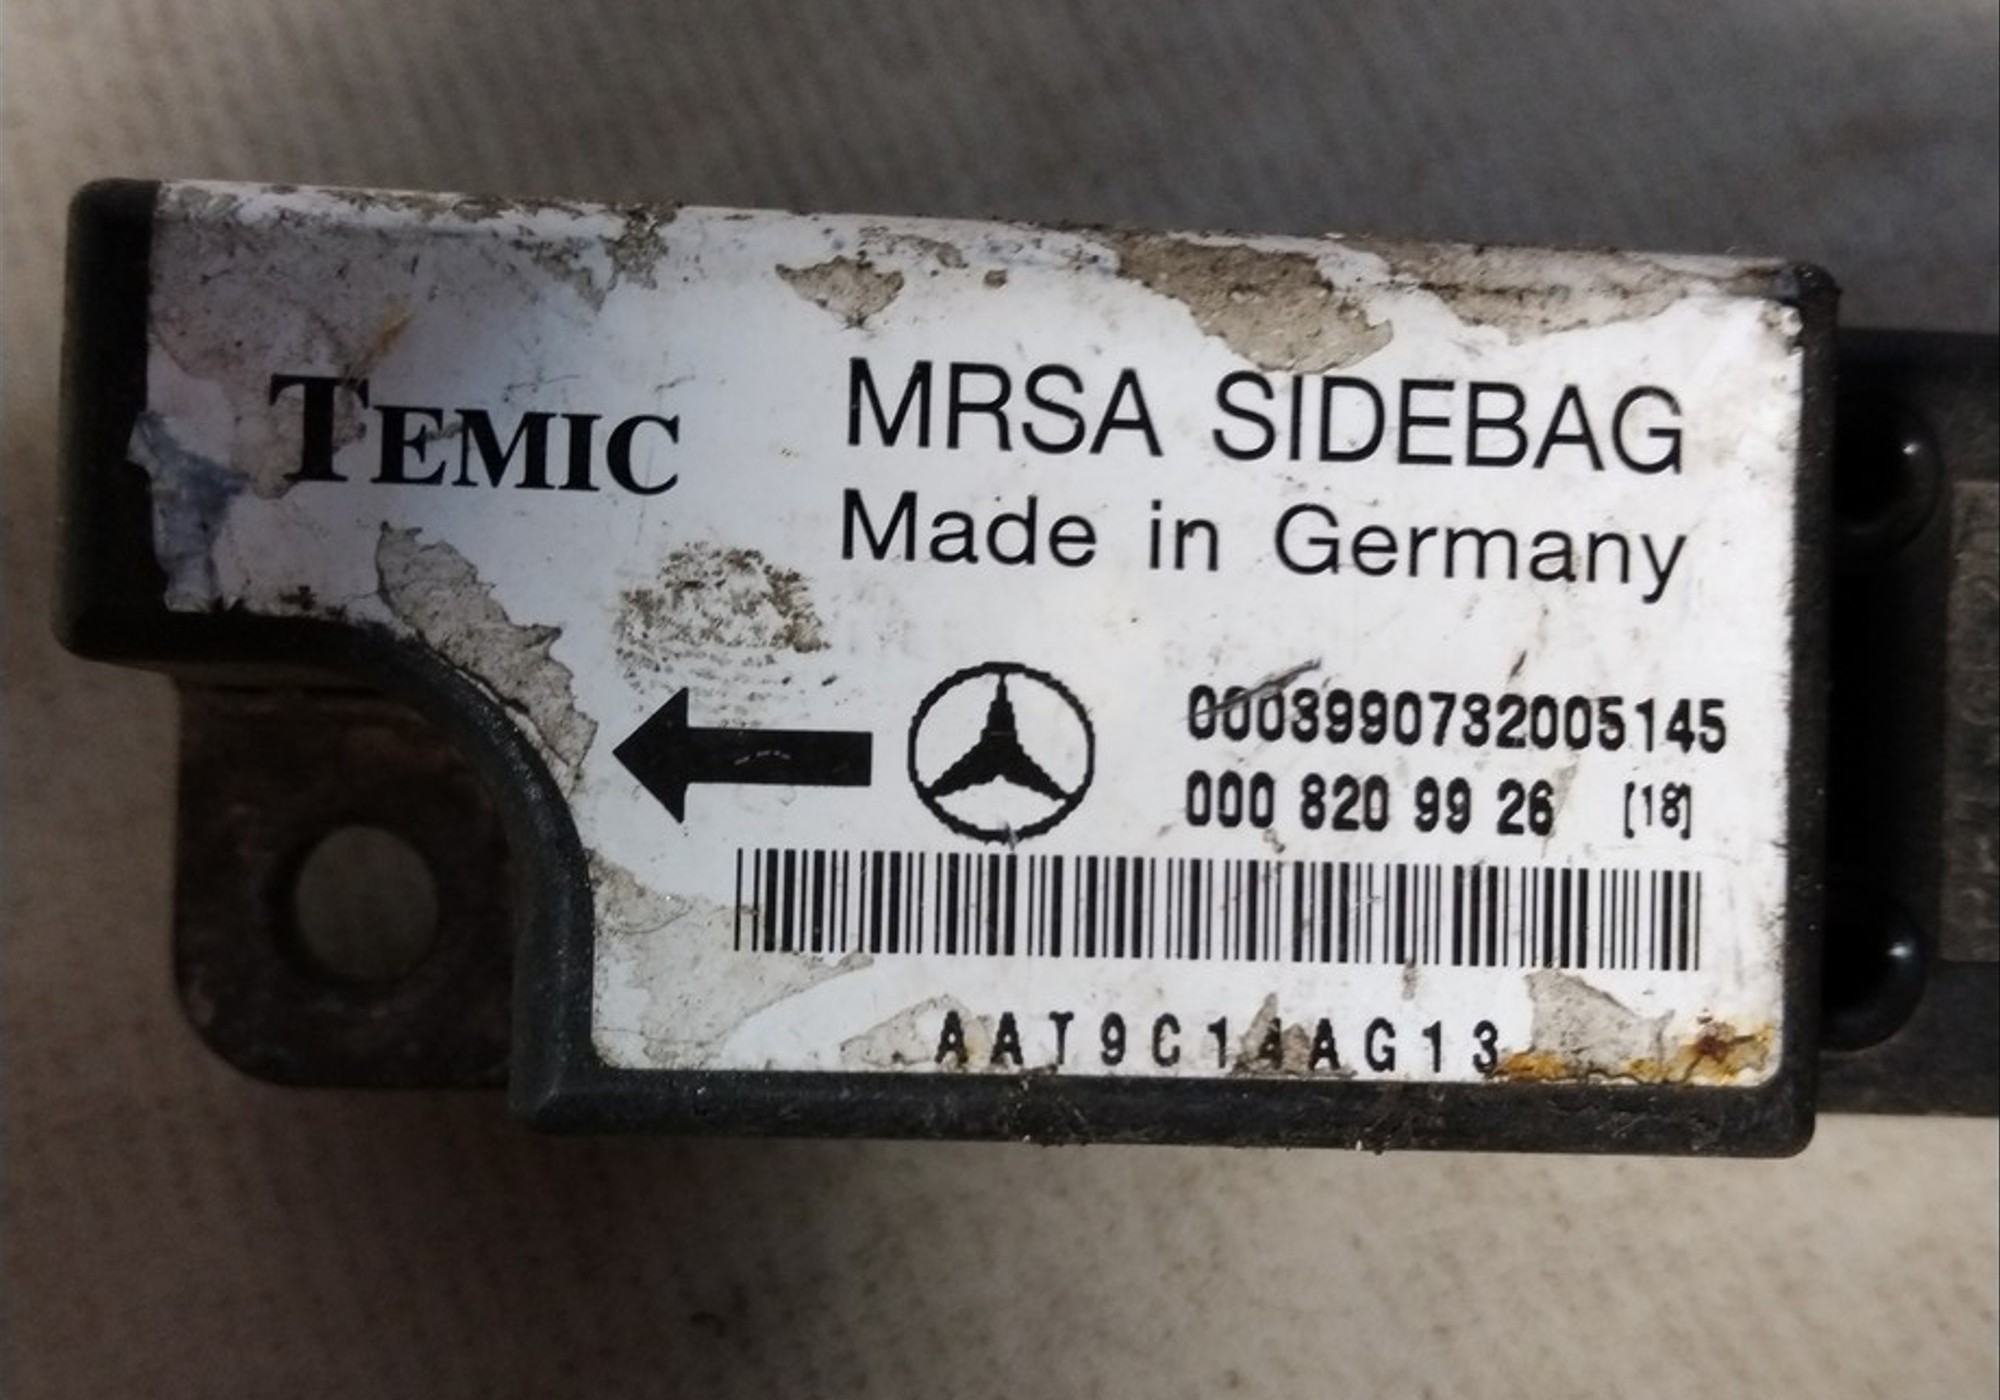 TEMIC
MRSA SIDEBAG
Made in Germany
0003990732005145
000 820 99 26 [18]
AAT9C14AG13